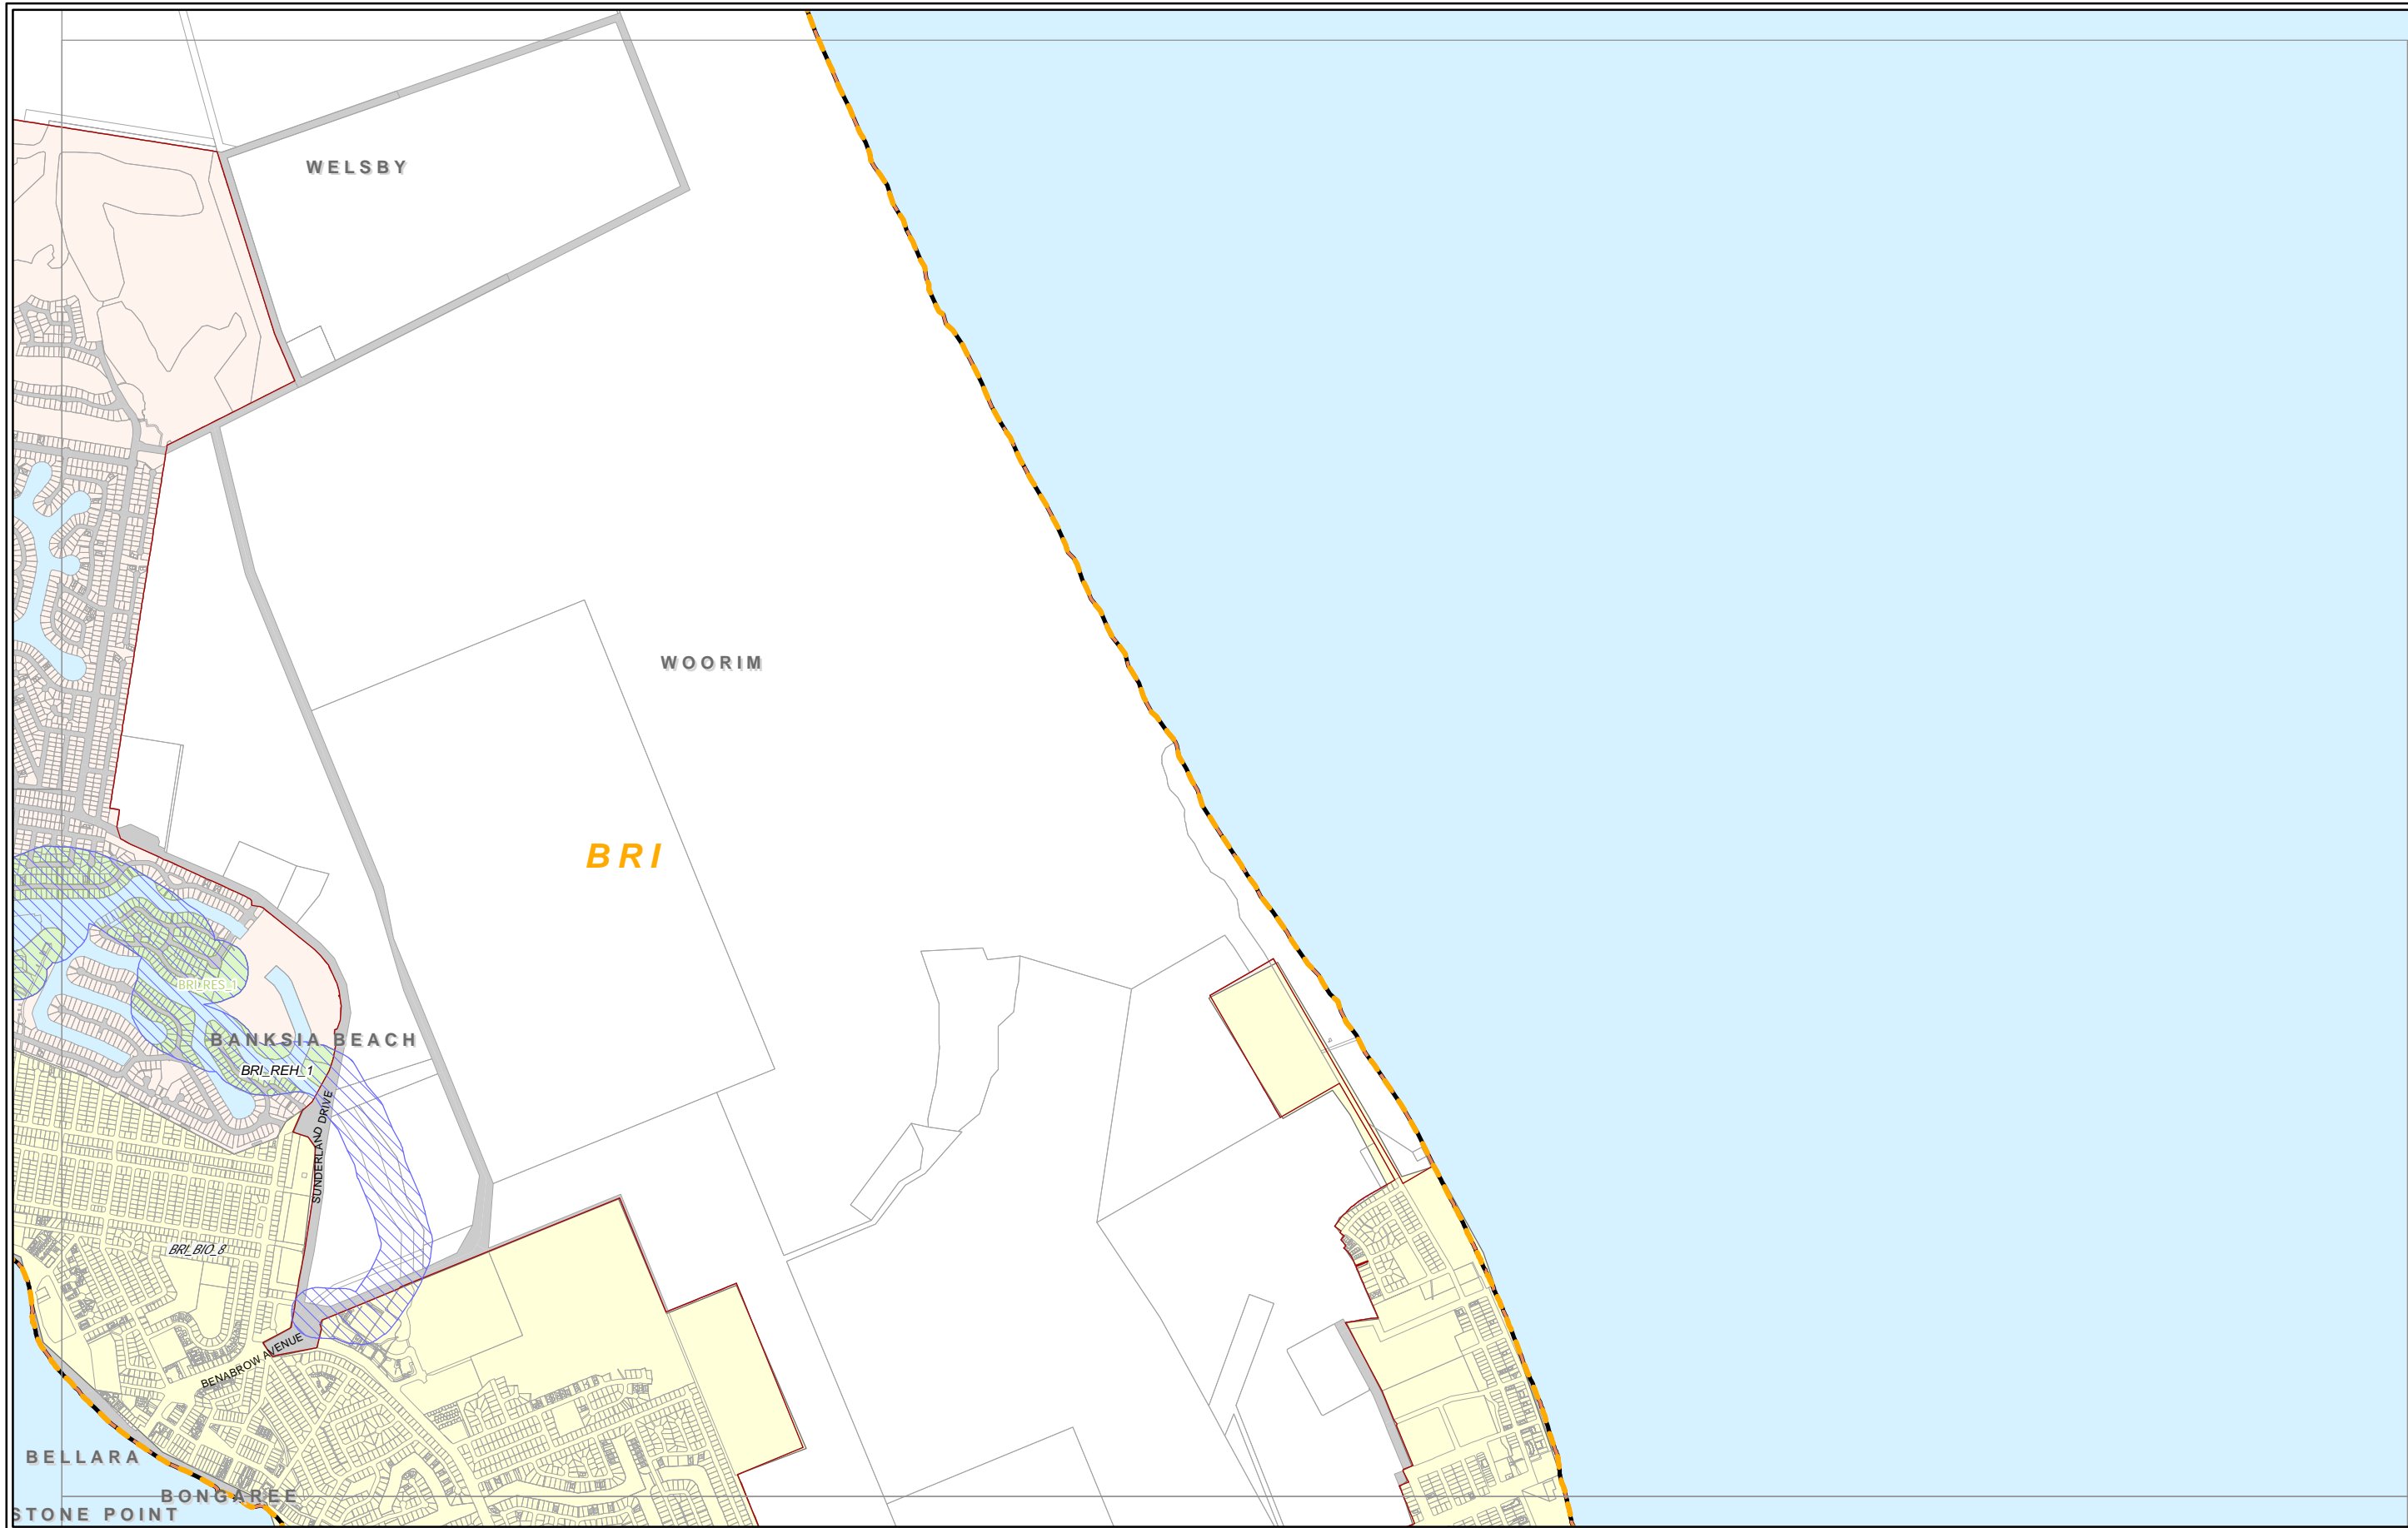 WELSBY
WOORIM
BRI
BRI_RES_1
BANKSIA BEACH
BRI_REH_1
SUNDERLAND DRIVE
BRI_BIO_8
BENABROW AVENUE
BELLARA
BONGAREE
STONE POINT